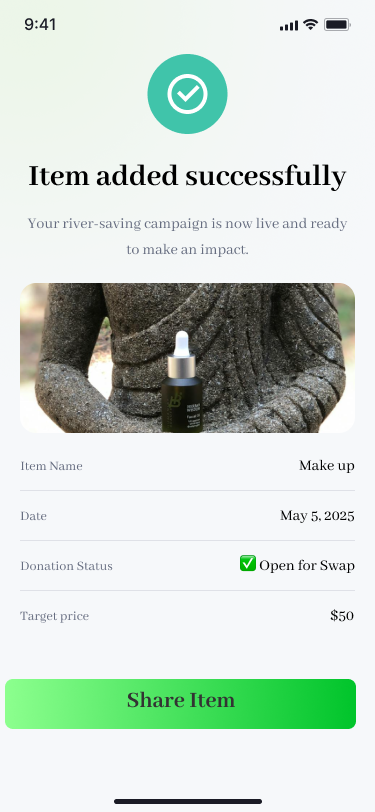 9:41
Item added successfully
Your river-saving campaign is now live and ready
to make an impact.
Item Name Make up
Date May 5, 2025
Donation Status ✅ Open for Swap
Target price $50
Share Item